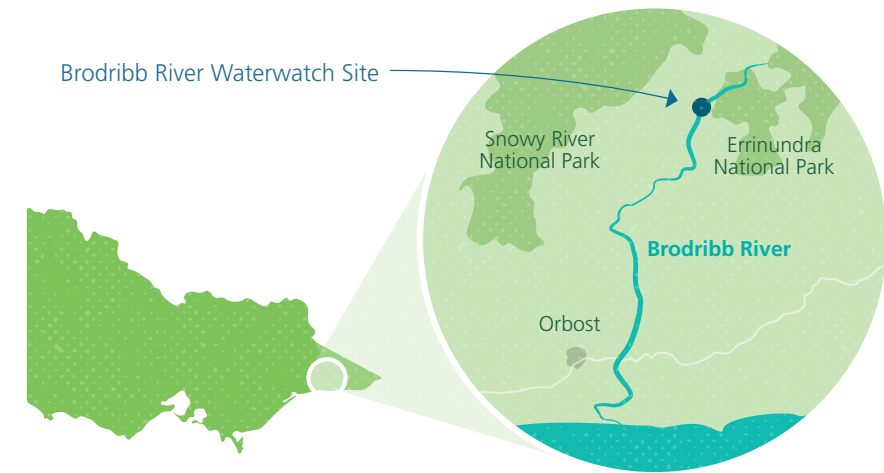 Brodribb River Waterwatch Site
Snowy River
National Park
Errinundra
National Park
Brodribb River
Orbost